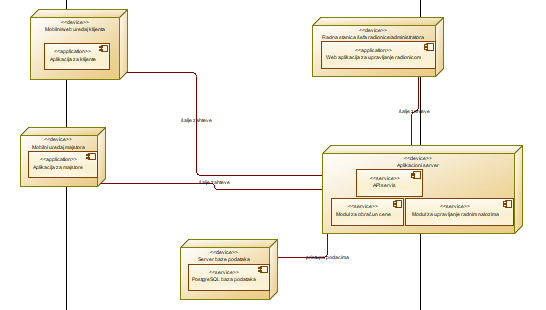 <<device>>
Mobilni/web uređaj klijenta
<<application>>
Aplikacija za klijente
<<device>>
Radna stanica šefa radionice/administratora
<<application>>
Web aplikacija za upravljanje radionicom
šalje zahteve
šalje zahteve
<<device>>
Mobilni uređaj majstora
<<application>>
Aplikacija za majstore
šalje zahteve
<<device>>
Aplikacioni server
<<service>>
API servis
<<service>>
Modul za obračun cene
<<service>>
Modul za upravljanje radnim nalozima
<<device>>
Server baze podataka
<<service>>
PostgreSQL baza podataka
pristupa podacima